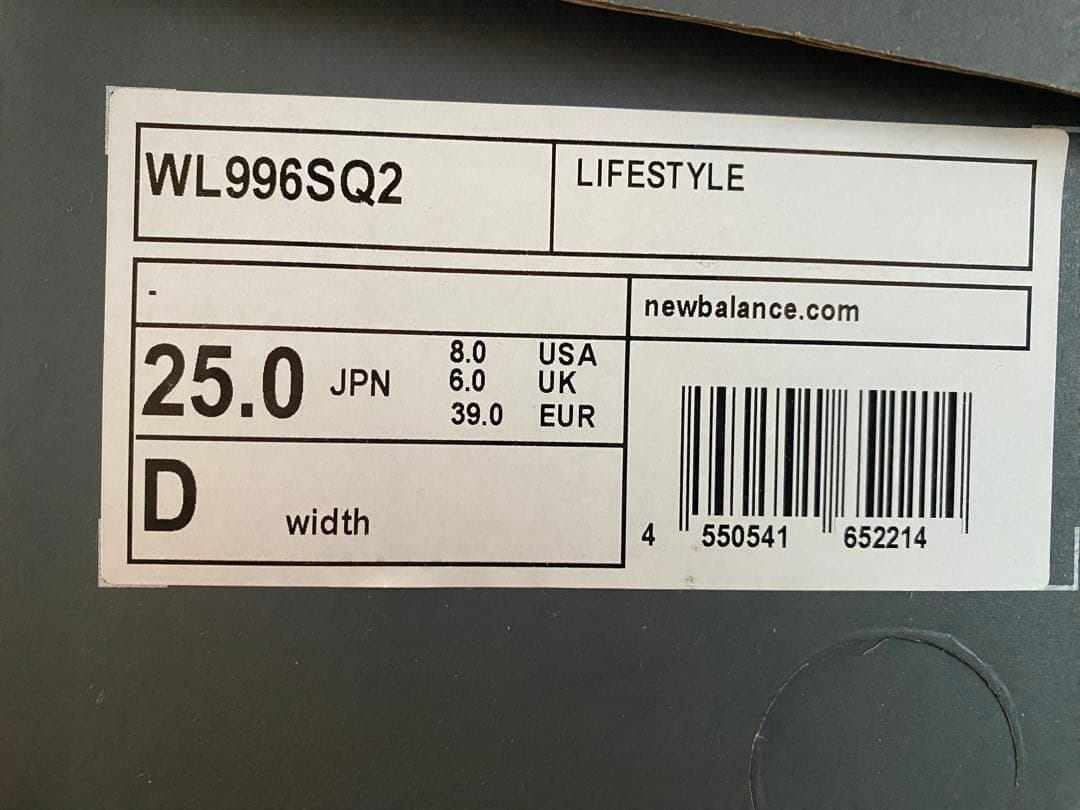 WL996SQ2
LIFESTYLE
-
newbalance.com
25.0 JPN
8.0 USA
6.0 UK
39.0 EUR
D width
4 550541 652214